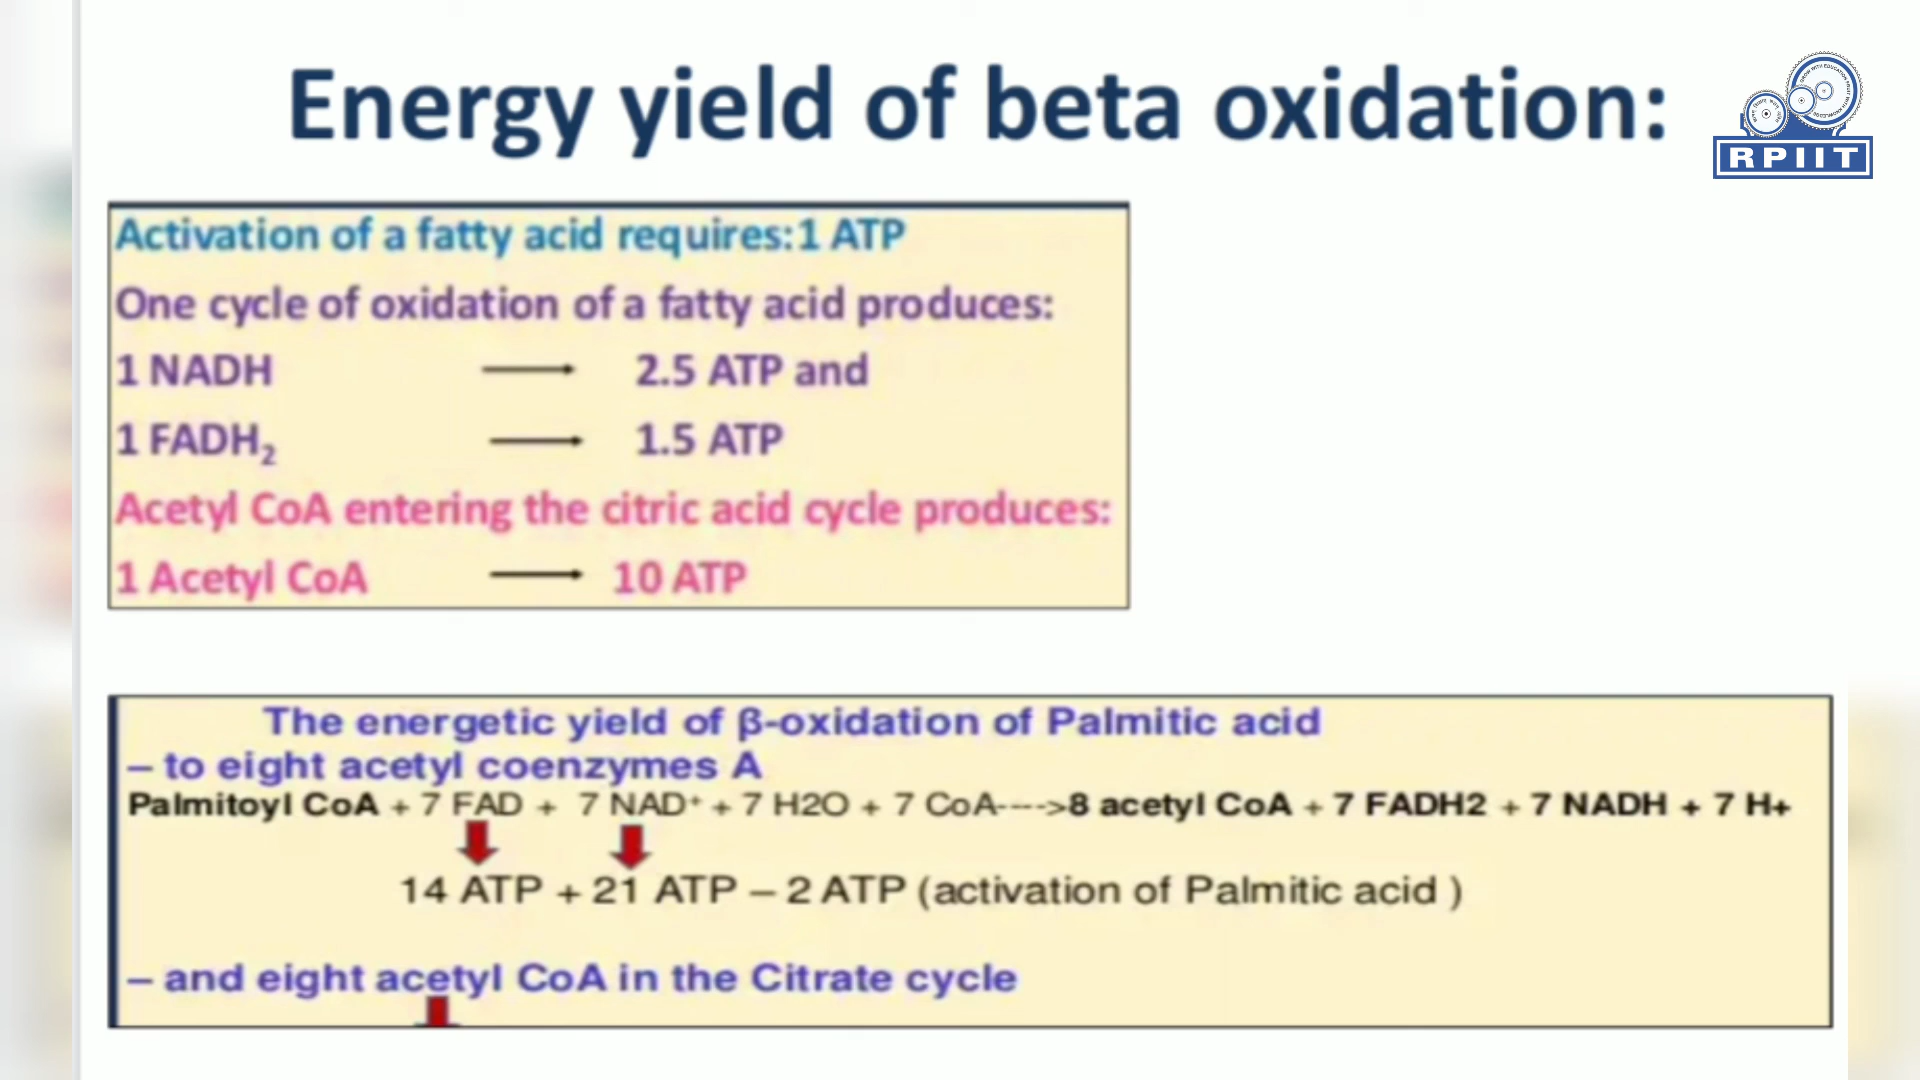 Energy yield of beta oxidation:
RPIIT
Activation of a fatty acid requires:1 ATP
One cycle of oxidation of a fatty acid produces:
1 NADH → 2.5 ATP and
1 FADH₂ → 1.5 ATP
Acetyl CoA entering the citric acid cycle produces:
1 Acetyl CoA → 10 ATP
The energetic yield of β-oxidation of Palmitic acid
– to eight acetyl coenzymes A
Palmitoyl CoA + 7 FAD + 7 NAD⁺ + 7 H2O + 7 CoA---->8 acetyl CoA + 7 FADH2 + 7 NADH + 7 H+
14 ATP + 21 ATP – 2 ATP (activation of Palmitic acid )
– and eight acetyl CoA in the Citrate cycle